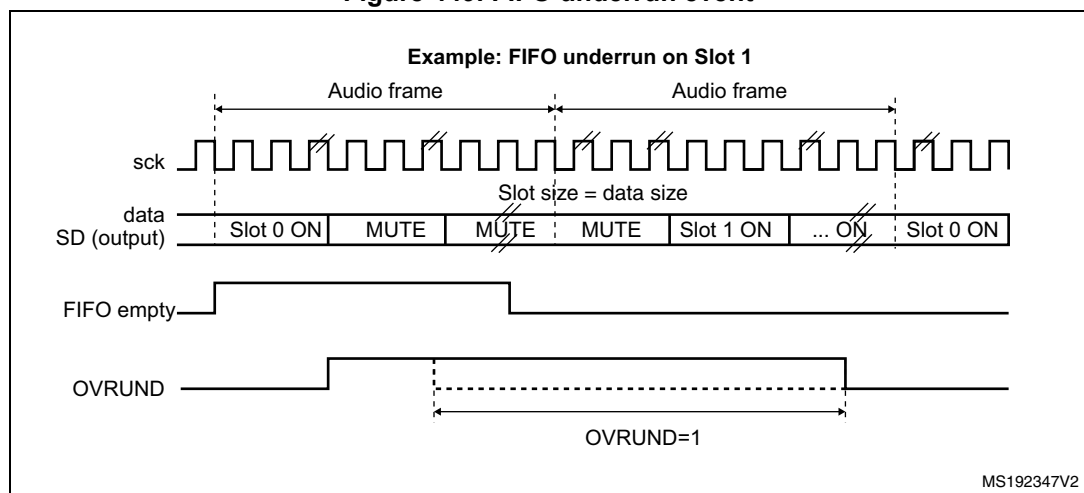 Figure FIFO underrun event
Example: FIFO underrun on Slot 1
Audio frame Audio frame
sck
Slot size = data size
data
SD (output) Slot 0 ON MUTE MUTE MUTE Slot 1 ON ... ON Slot 0 ON
FIFO empty
OVRUND
OVRUND=1
MS192347V2